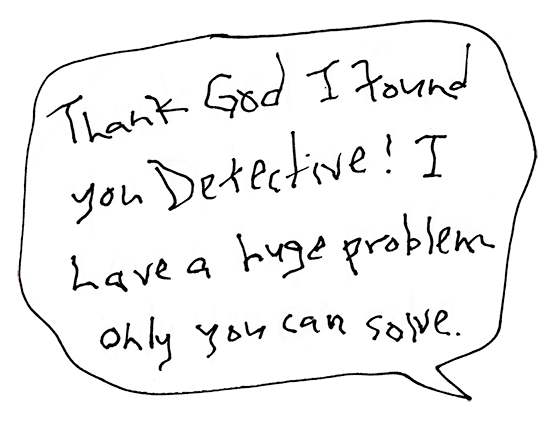 Thank God I found
you Detective! I
have a huge problem
only you can solve.